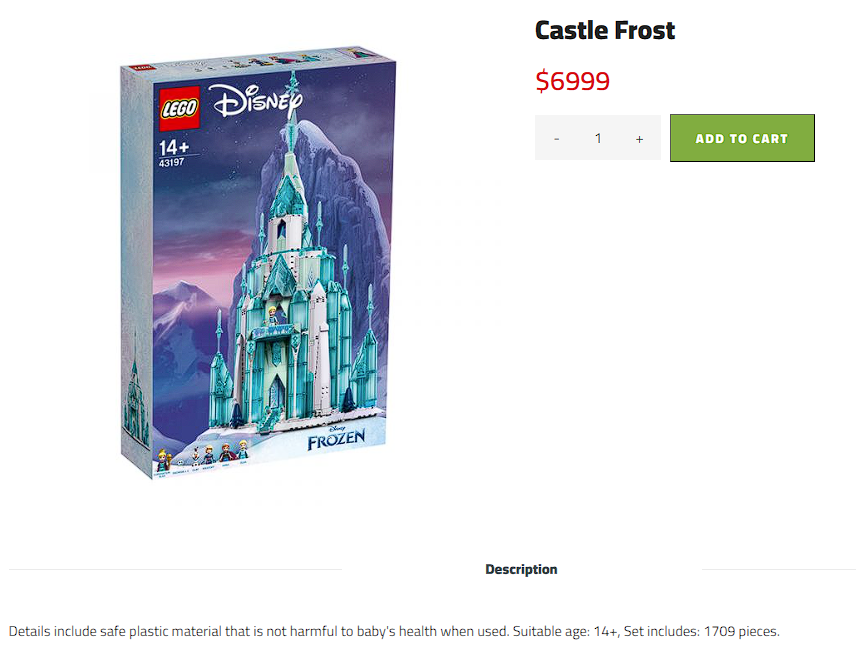 Castle Frost
$6999
- 1 +
ADD TO CART
LEGO
Disney
14+
43197
Disney
FROZEN
Description
Details include safe plastic material that is not harmful to baby's health when used. Suitable age: 14+, Set includes: 1709 pieces.